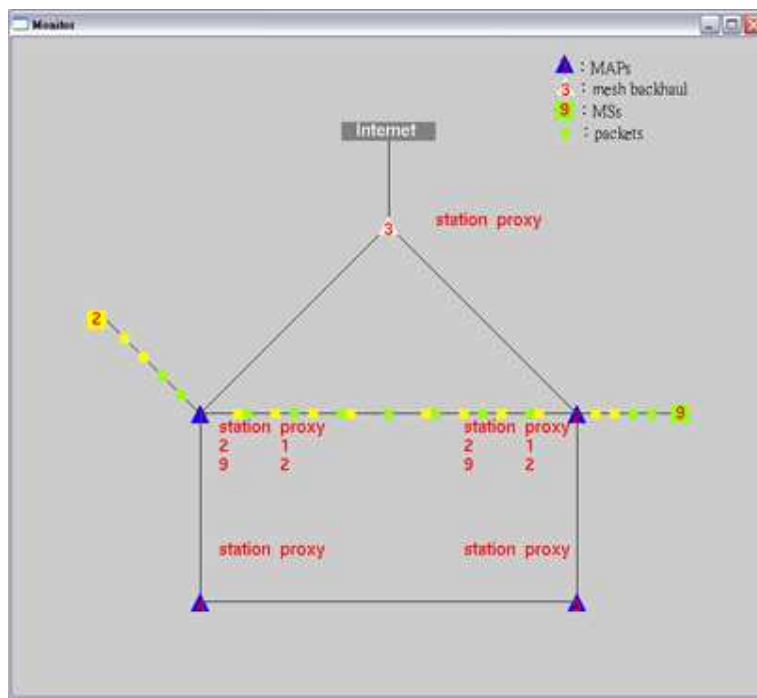 Monitor
: MAPs
3 : mesh backhaul
9 : MSs
: packets
Internet
station proxy
3
2
9
station proxy
2 1
9 2
station proxy
2 1
9 2
station proxy
station proxy